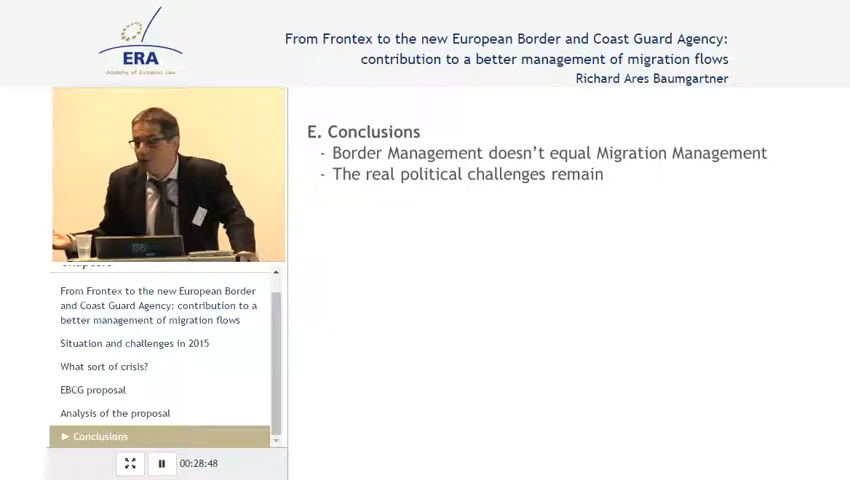 ERA
Academy of European Law
From Frontex to the new European Border and Coast Guard Agency:
contribution to a better management of migration flows
Richard Ares Baumgartner
E. Conclusions
- Border Management doesn't equal Migration Management
- The real political challenges remain
From Frontex to the new European Border
and Coast Guard Agency: contribution to a
better management of migration flows
Situation and challenges in 2015
What sort of crisis?
EBCG proposal
Analysis of the proposal
► Conclusions
00:28:48